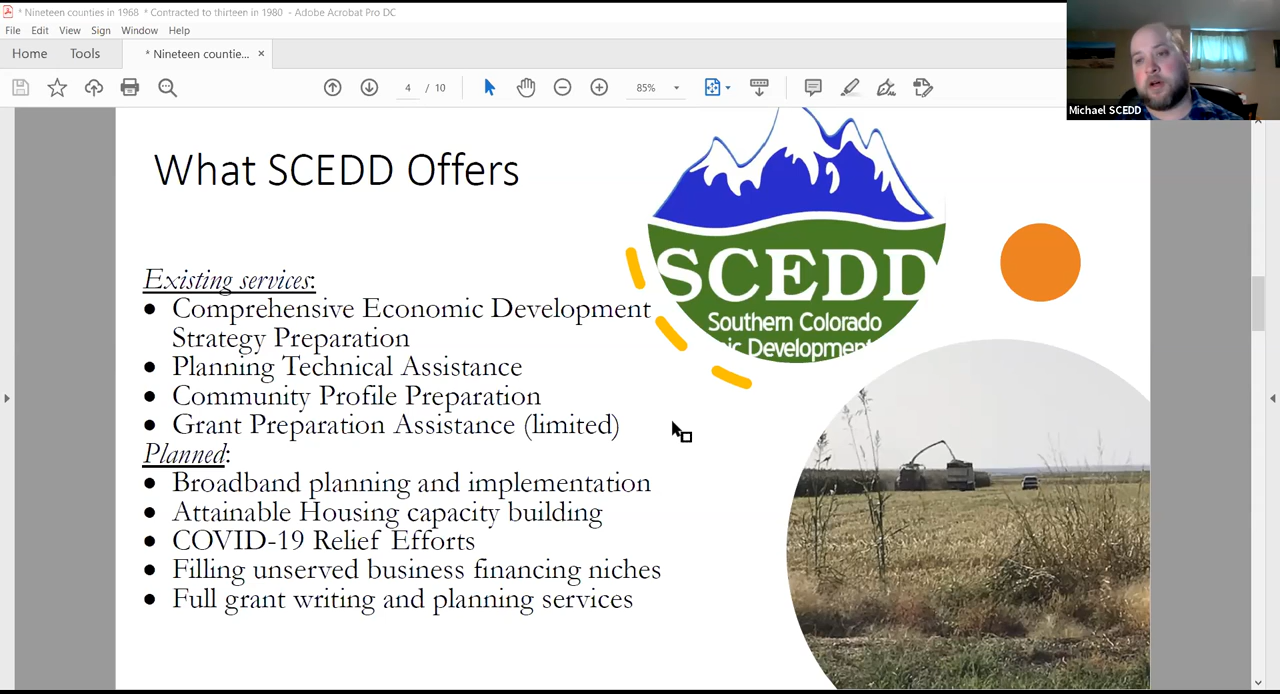 * Nineteen counties in 1968 * Contracted to thirteen in 1980 - Adobe Acrobat Pro DC
File Edit View Sign Window Help
Home Tools * Nineteen countie... ×
4 / 10 85%
Michael SCEDD
What SCEDD Offers
SCEDD
Southern Colorado
ic Development
Existing services:
● Comprehensive Economic Development
Strategy Preparation
● Planning Technical Assistance
● Community Profile Preparation
● Grant Preparation Assistance (limited)
Planned:
● Broadband planning and implementation
● Attainable Housing capacity building
● COVID-19 Relief Efforts
● Filling unserved business financing niches
● Full grant writing and planning services